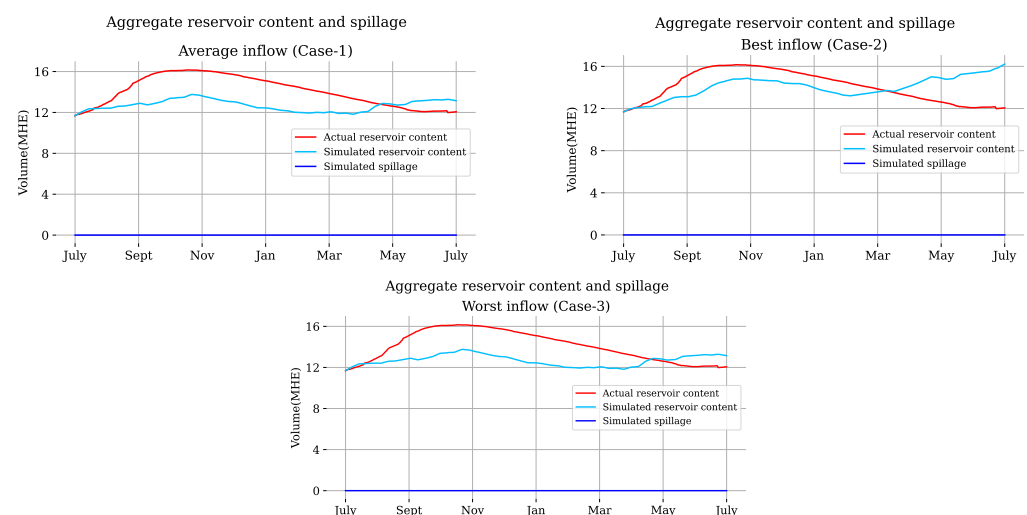 Aggregate reservoir content and spillage
Average inflow (Case-1)
16
12
8
4
0
Volume(MHE)
Actual reservoir content
Simulated reservoir content
Simulated spillage
July Sept Nov Jan Mar May July
Aggregate reservoir content and spillage
Best inflow (Case-2)
16
12
8
4
0
Volume(MHE)
Actual reservoir content
Simulated reservoir content
Simulated spillage
July Sept Nov Jan Mar May July
Aggregate reservoir content and spillage
Worst inflow (Case-3)
16
12
8
4
0
Volume(MHE)
Actual reservoir content
Simulated reservoir content
Simulated spillage
July Sept Nov Jan Mar May July